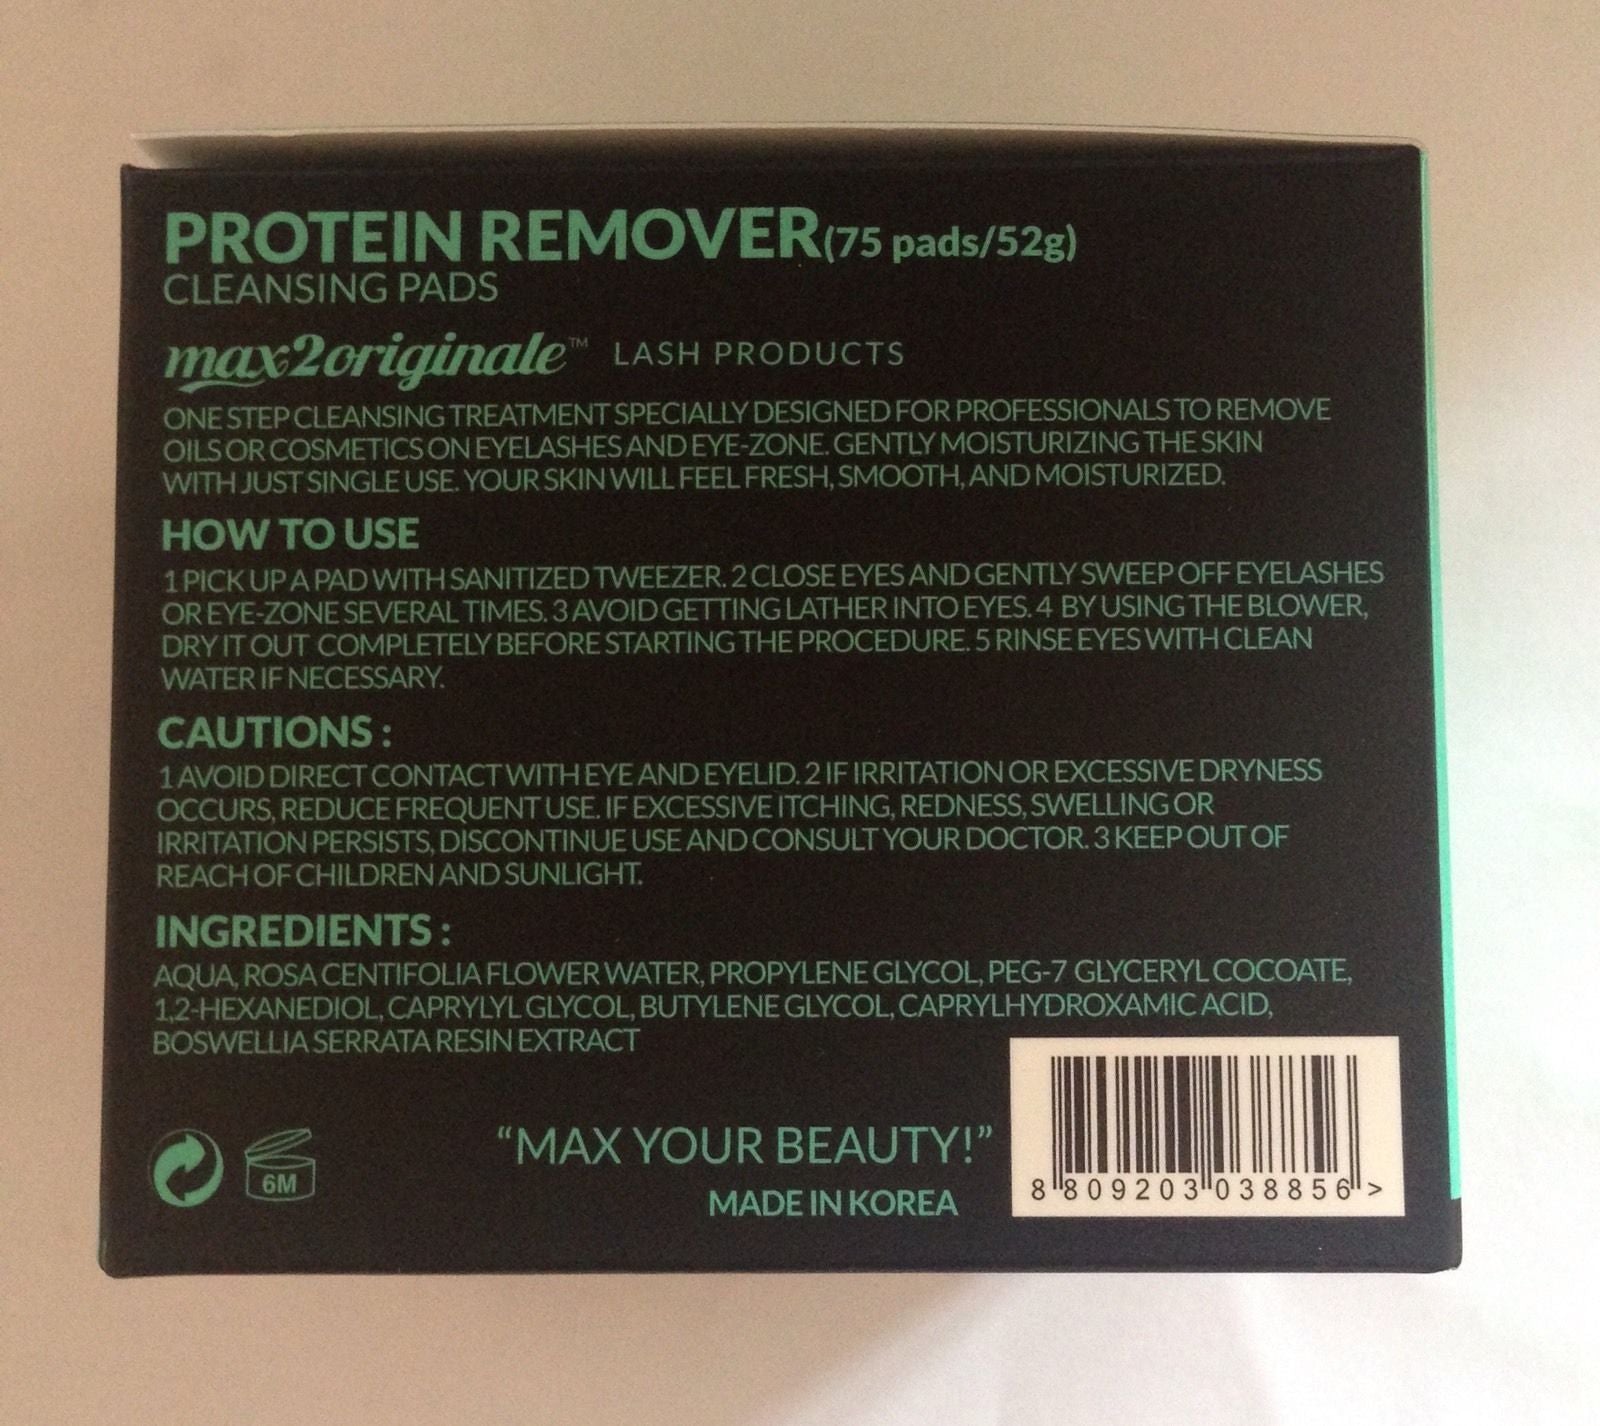 PROTEIN REMOVER(75 pads/52g)
CLEANSING PADS
max2originale™ LASH PRODUCTS
ONE STEP CLEANSING TREATMENT SPECIALLY DESIGNED FOR PROFESSIONALS TO REMOVE
OILS OR COSMETICS ON EYELASHES AND EYE-ZONE. GENTLY MOISTURIZING THE SKIN
WITH JUST SINGLE USE. YOUR SKIN WILL FEEL FRESH, SMOOTH, AND MOISTURIZED.
HOW TO USE
1 PICK UP A PAD WITH SANITIZED TWEEZER. 2 CLOSE EYES AND GENTLY SWEEP OFF EYELASHES
OR EYE-ZONE SEVERAL TIMES. 3 AVOID GETTING LATHER INTO EYES. 4 BY USING THE BLOWER,
DRY IT OUT COMPLETELY BEFORE STARTING THE PROCEDURE. 5 RINSE EYES WITH CLEAN
WATER IF NECESSARY.
CAUTIONS :
1 AVOID DIRECT CONTACT WITH EYE AND EYELID. 2 IF IRRITATION OR EXCESSIVE DRYNESS
OCCURS, REDUCE FREQUENT USE. IF EXCESSIVE ITCHING, REDNESS, SWELLING OR
IRRITATION PERSISTS, DISCONTINUE USE AND CONSULT YOUR DOCTOR. 3 KEEP OUT OF
REACH OF CHILDREN AND SUNLIGHT.
INGREDIENTS :
AQUA, ROSA CENTIFOLIA FLOWER WATER, PROPYLENE GLYCOL, PEG-7 GLYCERYL COCOATE,
1,2-HEXANEDIOL, CAPRYLYL GLYCOL, BUTYLENE GLYCOL, CAPRYLHYDROXAMIC ACID,
BOSWELLIA SERRATA RESIN EXTRACT
6M
“MAX YOUR BEAUTY!”
MADE IN KOREA
8 809203 038856 >